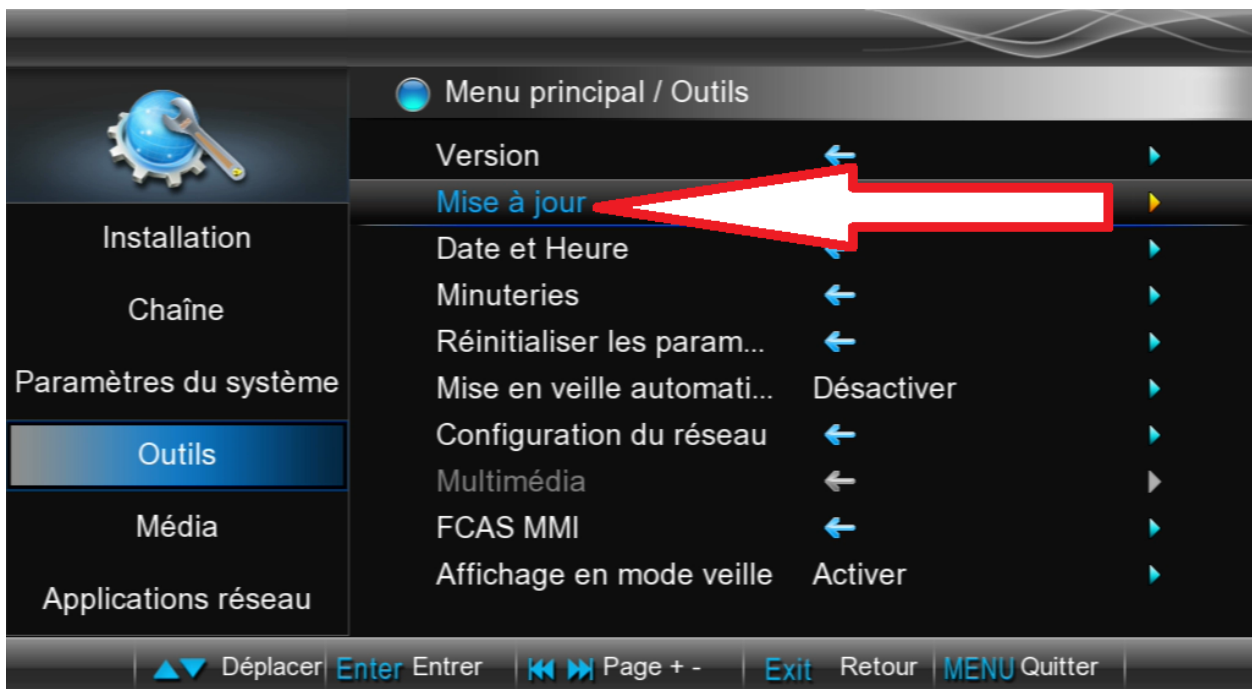 Menu principal / Outils
Version
Mise à jour
Date et Heure
Minuteries
Réinitialiser les param...
Mise en veille automati... Désactiver
Configuration du réseau
Multimédia
FCAS MMI
Affichage en mode veille Activer
Installation
Chaîne
Paramètres du système
Outils
Média
Applications réseau
Déplacer Enter Entrer Page + - Exit Retour MENU Quitter